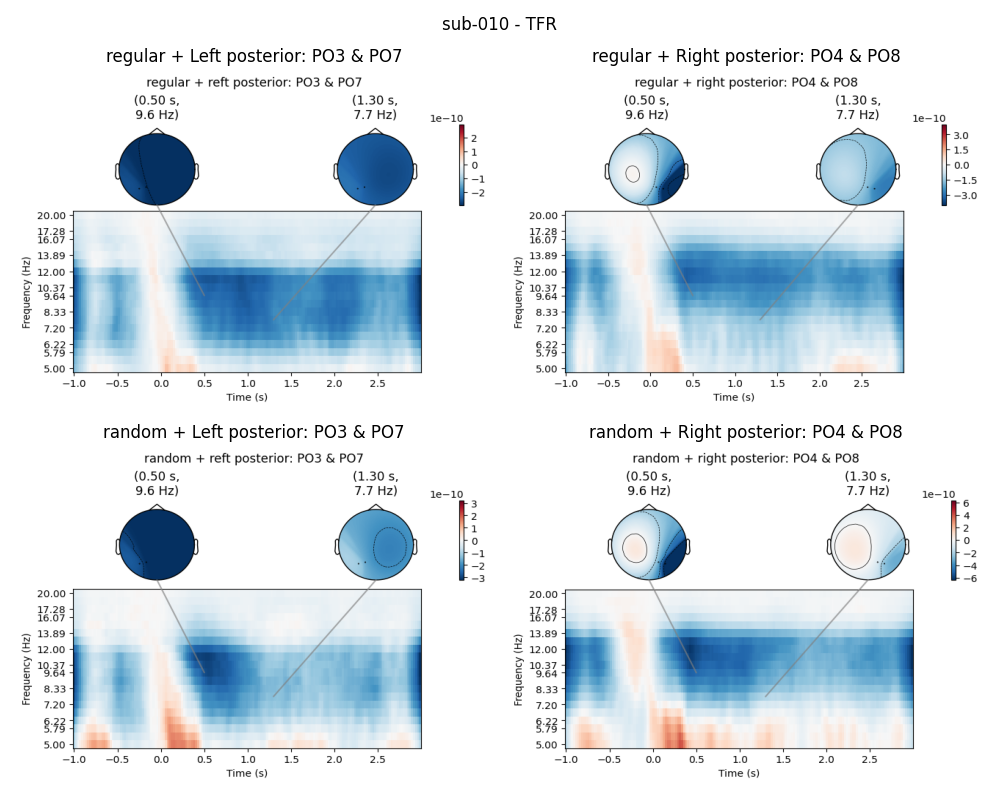 sub-010 - TFR
regular + Left posterior: PO3 & PO7
regular + reft posterior: PO3 & PO7
(0.50 s,
9.6 Hz)
(1.30 s,
7.7 Hz)
1e−10
2
1
0
−1
−2
20.00
17.28
16.07
13.89
12.00
10.37
9.64
8.33
7.20
6.22
5.79
5.00
Frequency (Hz)
−1.0 −0.5 0.0 0.5 1.0 1.5 2.0 2.5
Time (s)
regular + Right posterior: PO4 & PO8
regular + right posterior: PO4 & PO8
(0.50 s,
9.6 Hz)
(1.30 s,
7.7 Hz)
1e−10
3.0
1.5
0.0
−1.5
−3.0
20.00
17.28
16.07
13.89
12.00
10.37
9.64
8.33
7.20
6.22
5.79
5.00
Frequency (Hz)
−1.0 −0.5 0.0 0.5 1.0 1.5 2.0 2.5
Time (s)
random + Left posterior: PO3 & PO7
random + reft posterior: PO3 & PO7
(0.50 s,
9.6 Hz)
(1.30 s,
7.7 Hz)
1e−10
3
2
1
0
−1
−2
−3
20.00
17.28
16.07
13.89
12.00
10.37
9.64
8.33
7.20
6.22
5.79
5.00
Frequency (Hz)
−1.0 −0.5 0.0 0.5 1.0 1.5 2.0 2.5
Time (s)
random + Right posterior: PO4 & PO8
random + right posterior: PO4 & PO8
(0.50 s,
9.6 Hz)
(1.30 s,
7.7 Hz)
1e−10
6
4
2
0
−2
−4
−6
20.00
17.28
16.07
13.89
12.00
10.37
9.64
8.33
7.20
6.22
5.79
5.00
Frequency (Hz)
−1.0 −0.5 0.0 0.5 1.0 1.5 2.0 2.5
Time (s)